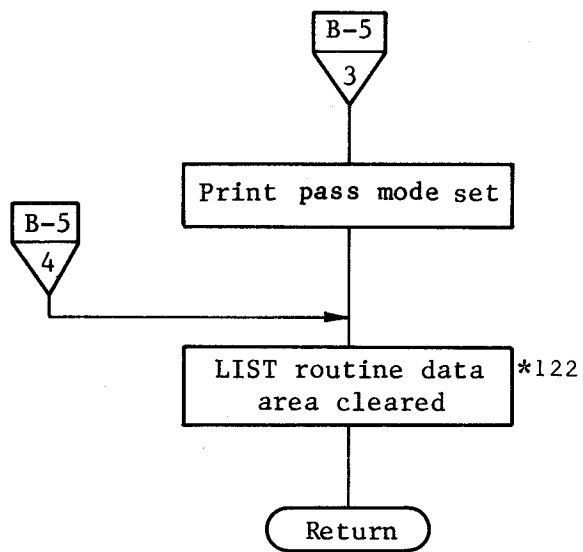 B-5
3
Print pass mode set
B-5
4
LIST routine data
area cleared
*122
Return